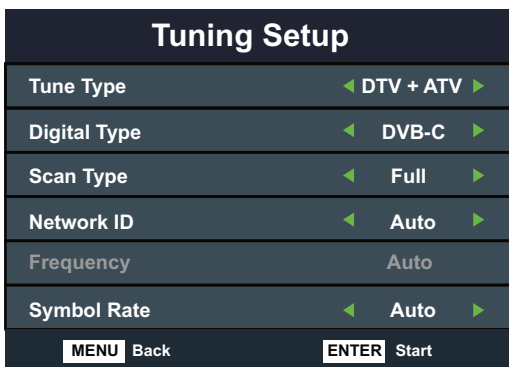 Tuning Setup
Tune Type DTV + ATV
Digital Type DVB-C
Scan Type Full
Network ID Auto
Frequency Auto
Symbol Rate Auto
MENU Back ENTER Start